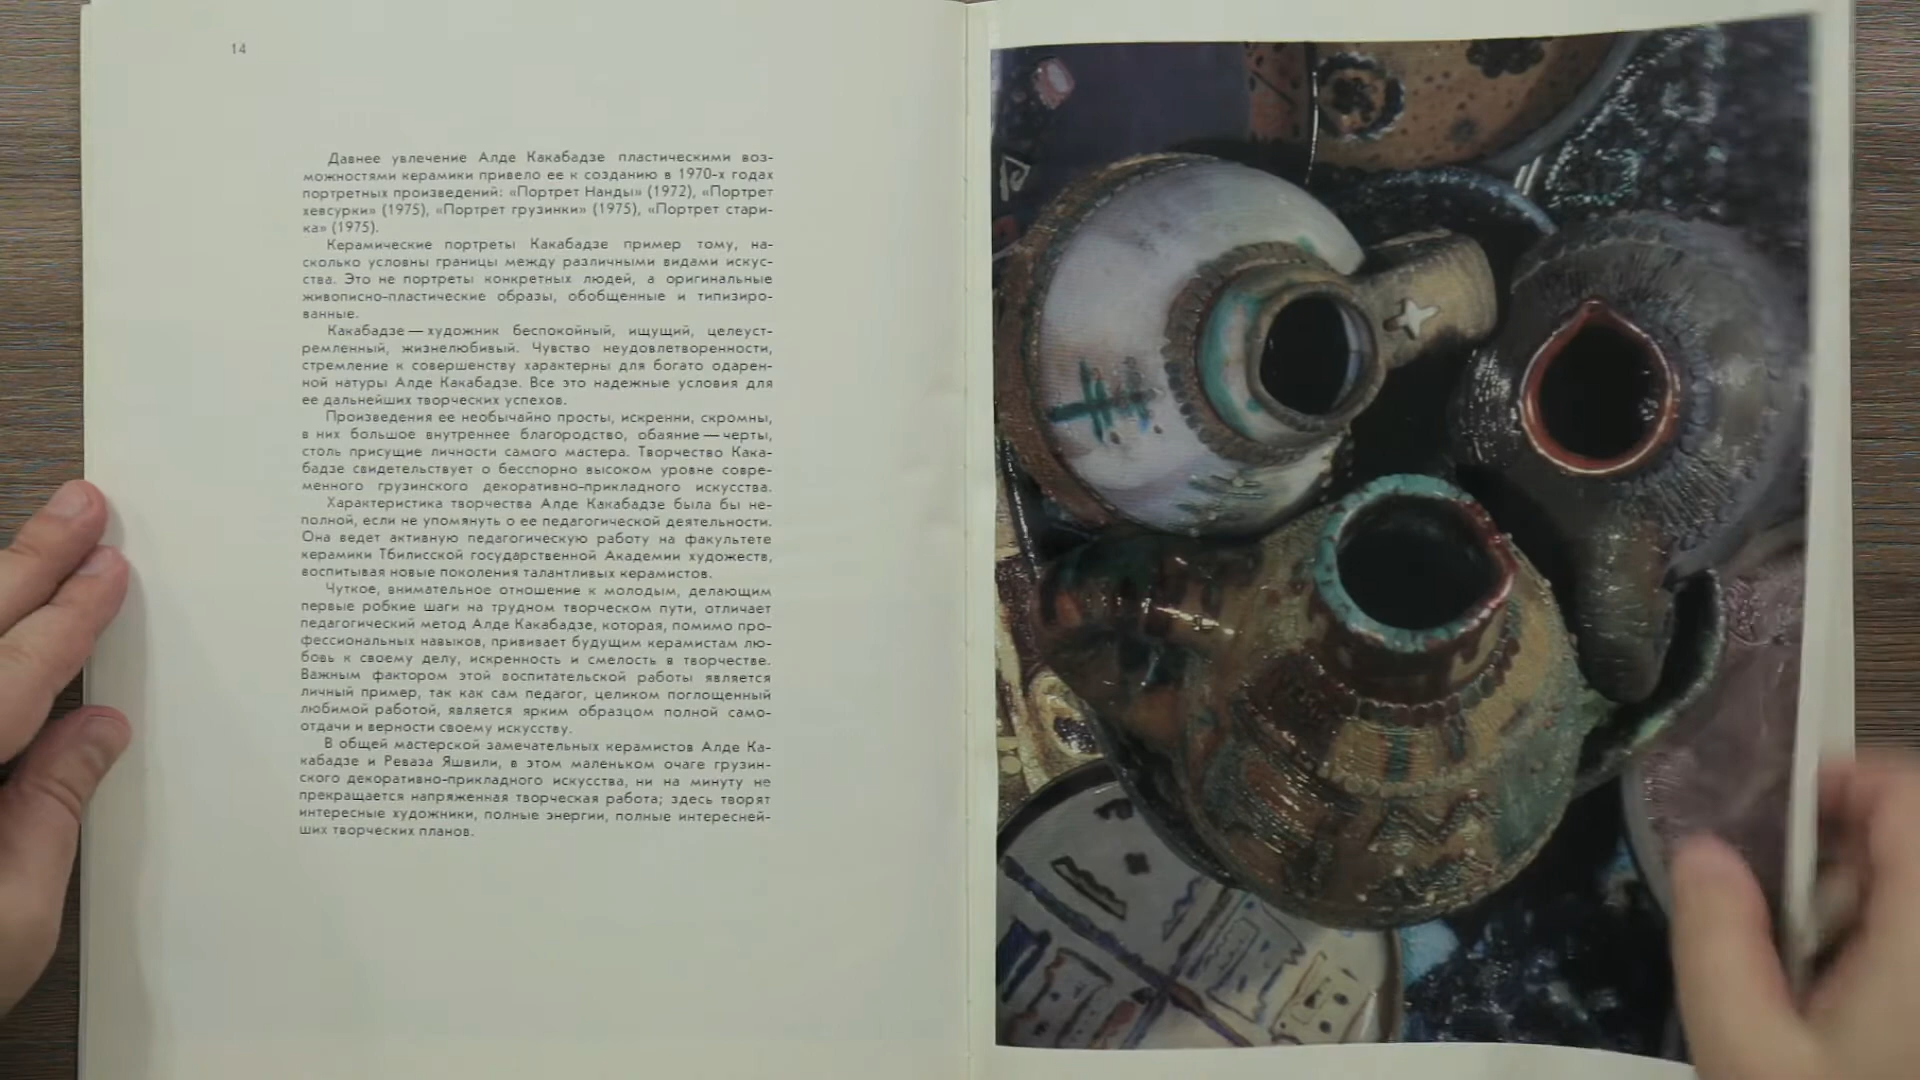 14
Давнее увлечение Алде Какабадзе пластическими воз-
можностями керамики привело ее к созданию в 1970-х годах
портретных произведений: «Портрет Нанды» (1972), «Портрет
хевсурки» (1975), «Портрет грузинки» (1975), «Портрет стари-
ка» (1975).
Керамические портреты Какабадзе пример тому, на-
сколько условны границы между различными видами искус-
ства. Это не портреты конкретных людей, а оригинальные
живописно-пластические образы, обобщенные и типизиро-
ванные.
Какабадзе — художник беспокойный, ищущий, целеуст-
ремленный, жизнелюбивый. Чувство неудовлетворенности,
стремление к совершенству характерны для богато одарен-
ной натуры Алде Какабадзе. Все это надежные условия для
ее дальнейших творческих успехов.
Произведения ее необычайно просты, искренни, скромны,
в них большое внутреннее благородство, обаяние — черты,
столь присущие личности самого мастера. Творчество Кака-
бадзе свидетельствует о бесспорно высоком уровне совре-
менного грузинского декоративно-прикладного искусства.
Характеристика творчества Алде Какабадзе была бы не-
полной, если не упомянуть о ее педагогической деятельности.
Она ведет активную педагогическую работу на факультете
керамики Тбилисской государственной Академии художеств,
воспитывая новые поколения талантливых керамистов.
Чуткое, внимательное отношение к молодым, делающим
первые робкие шаги на трудном творческом пути, отличает
педагогический метод Алде Какабадзе, которая, помимо про-
фессиональных навыков, прививает будущим керамистам лю-
бовь к своему делу, искренность и смелость в творчестве.
Важным фактором этой воспитательской работы является
личный пример, так как сам педагог, целиком поглощенный
любимой работой, является ярким образцом полной само-
отдачи и верности своему искусству.
В общей мастерской замечательных керамистов Алде Ка-
кабадзе и Реваза Яшвили, в этом маленьком очаге грузин-
ского декоративно-прикладного искусства, ни на минуту не
прекращается напряженная творческая работа; здесь творят
интересные художники, полные энергии, полные интересней-
ших творческих планов.